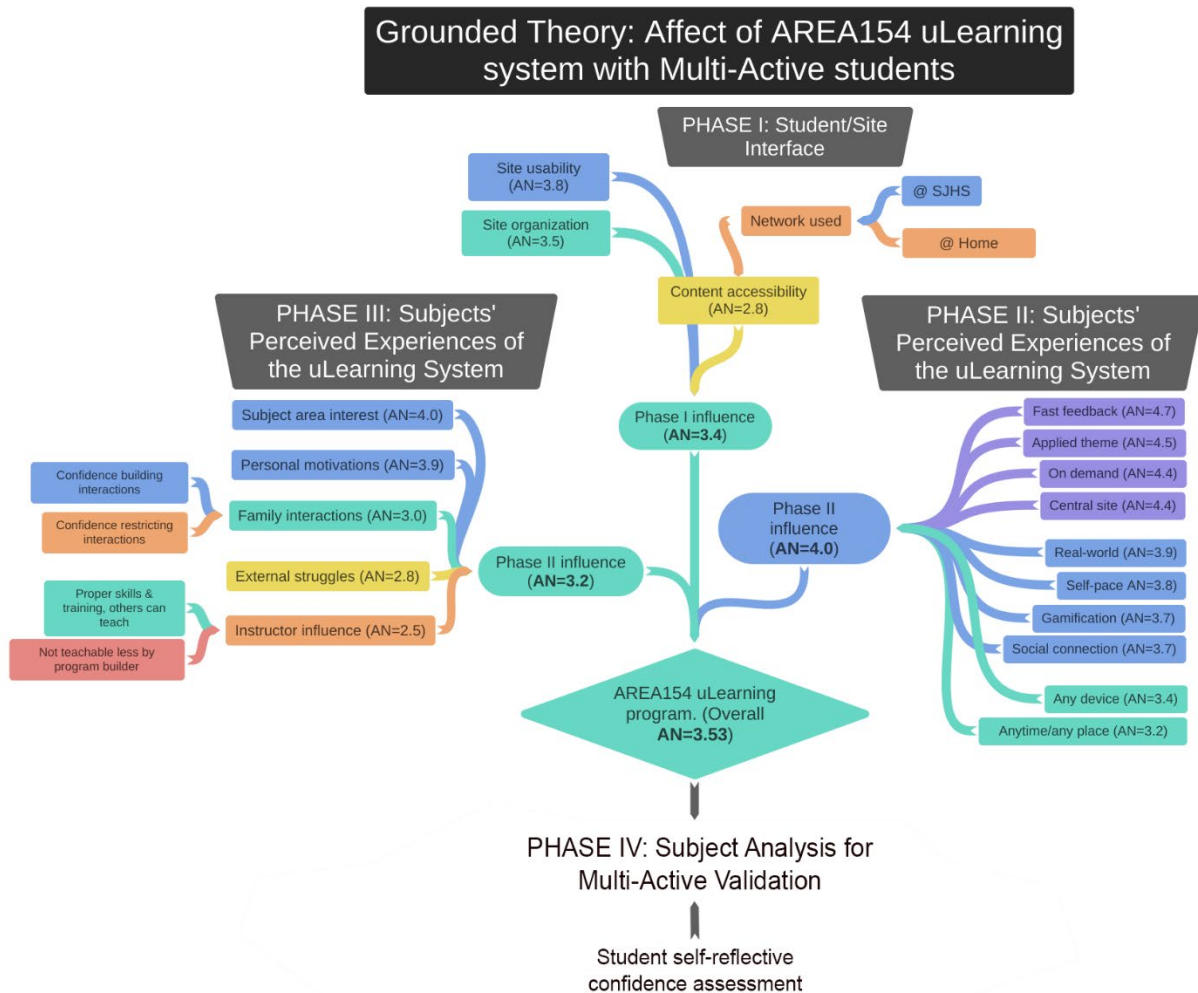 Grounded Theory: Affect of AREA154 uLearning
system with Multi-Active students
PHASE I: Student/Site
Interface
Site usability
(AN=3.8)
Site organization
(AN=3.5)
Network used
@ SJHS
@ Home
Content accessibility
(AN=2.8)
Phase I influence
(AN=3.4)
PHASE III: Subjects'
Perceived Experiences of
the uLearning System
Subject area interest (AN=4.0)
Personal motivations (AN=3.9)
Family interactions (AN=3.0)
External struggles (AN=2.8)
Instructor influence (AN=2.5)
Confidence building
interactions
Confidence restricting
interactions
Proper skills &
training, others can
teach
Not teachable less by
program builder
Phase II influence
(AN=3.2)
PHASE II: Subjects'
Perceived Experiences of
the uLearning System
Fast feedback (AN=4.7)
Applied theme (AN=4.5)
On demand (AN=4.4)
Central site (AN=4.4)
Real-world (AN=3.9)
Self-pace AN=3.8)
Gamification (AN=3.7)
Social connection (AN=3.7)
Any device (AN=3.4)
Anytime/any place (AN=3.2)
Phase II
influence
(AN=4.0)
AREA154 uLearning
program. (Overall
AN=3.53)
PHASE IV: Subject Analysis for
Multi-Active Validation
Student self-reflective
confidence assessment